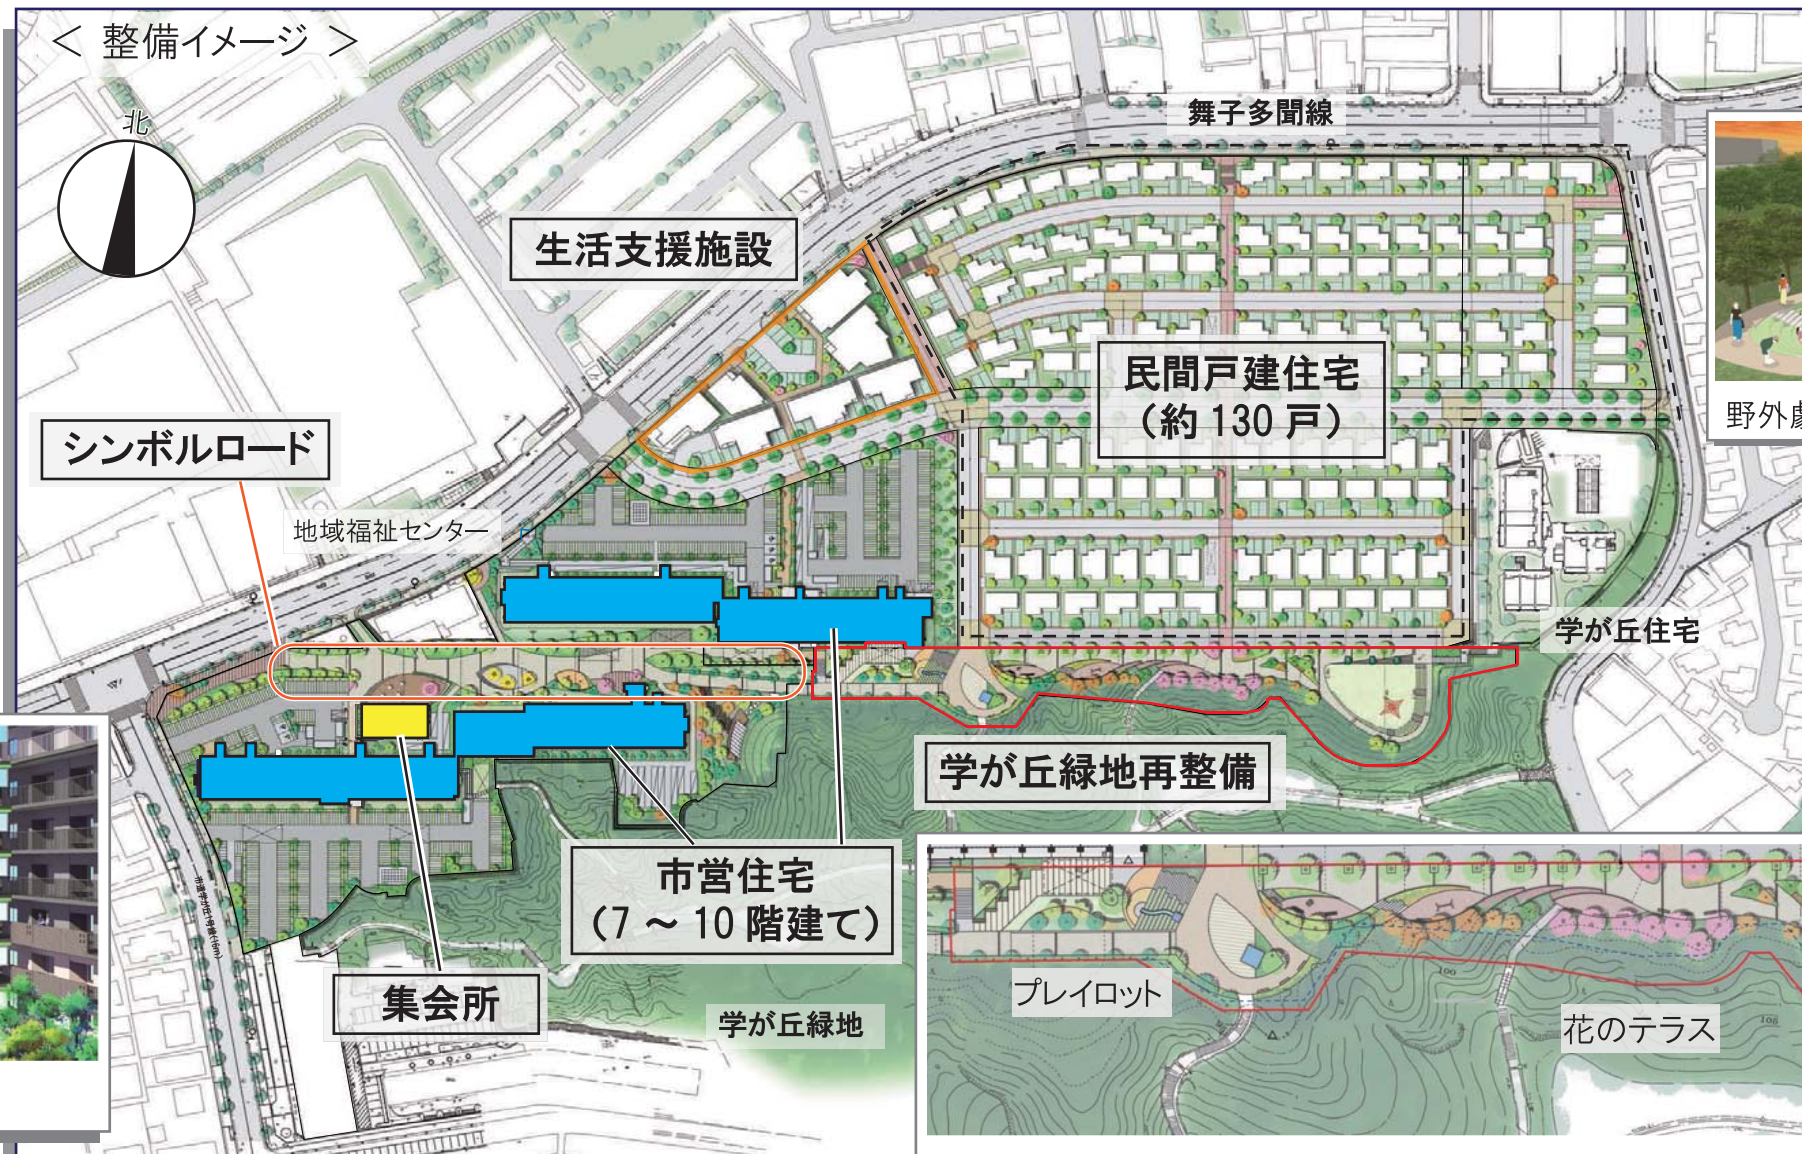 ＜ 整備イメージ ＞
北
舞子多聞線
生活支援施設
民間戸建住宅
（約 130 戸）
野外劇
シンボルロード
地域福祉センター
学が丘住宅
学が丘緑地再整備
市営住宅
（7 ～ 10 階建て）
集会所
学が丘緑地
プレイロット
花のテラス
100